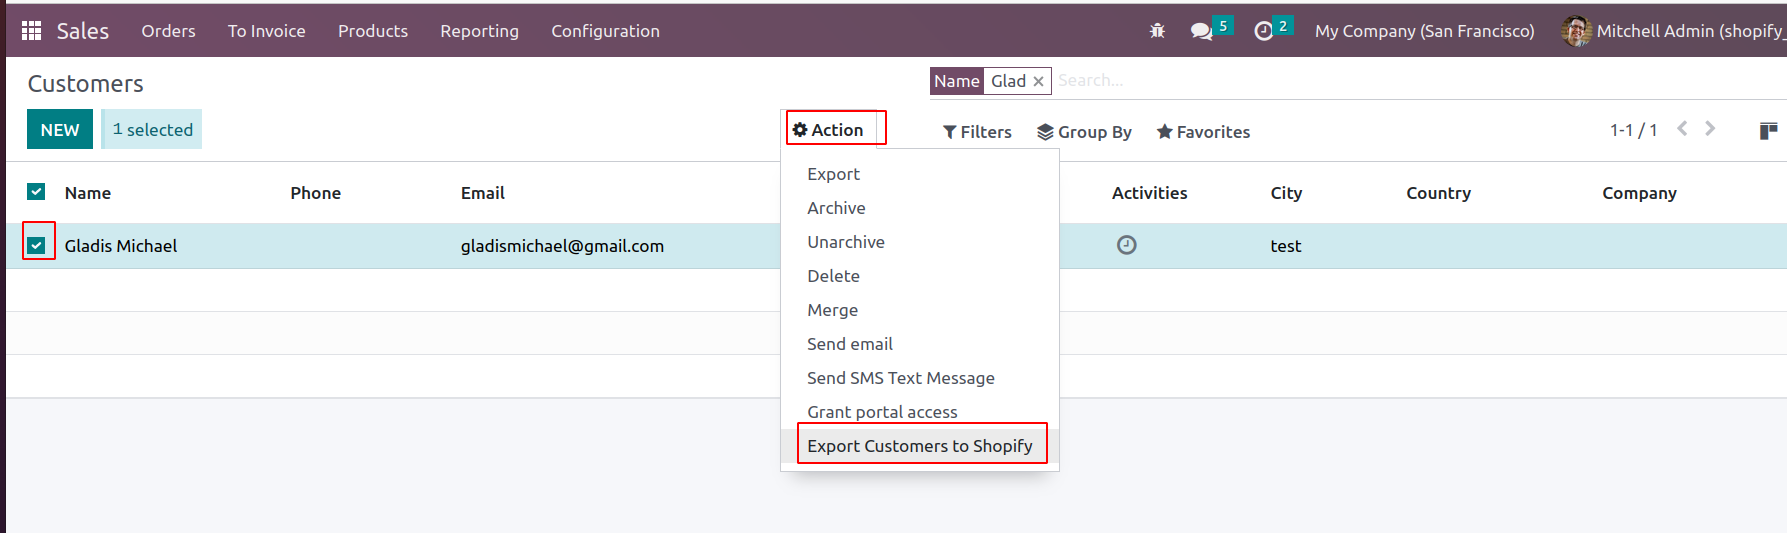 Sales Orders To Invoice Products Reporting Configuration 5 2 My Company (San Francisco) Mitchell Admin (shopify_
Customers Name Glad × Search...
NEW 1 selected Action Filters Group By Favorites 1-1 / 1
Name Phone Email Activities City Country Company
Gladis Michael gladismichael@gmail.com test
Export
Archive
Unarchive
Delete
Merge
Send email
Send SMS Text Message
Grant portal access
Export Customers to Shopify